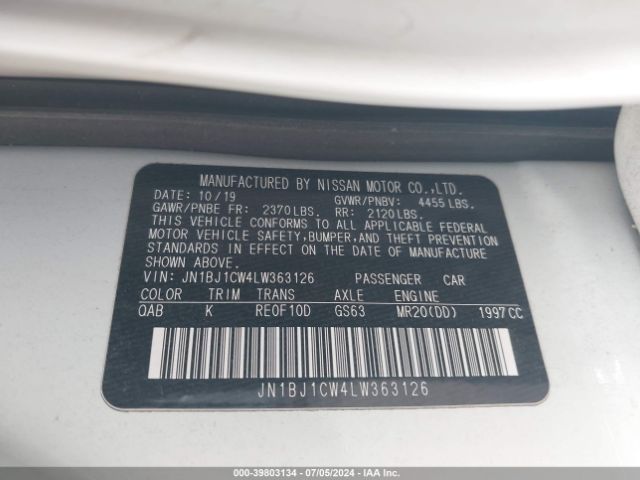 MANUFACTURED BY NISSAN MOTOR CO.,LTD.
DATE: 10/19 GVWR/PNBV: 4455 LBS.
GAWR/PNBE FR: 2370 LBS. RR: 2120 LBS.
THIS VEHICLE CONFORMS TO ALL APPLICABLE FEDERAL
MOTOR VEHICLE SAFETY, BUMPER, AND THEFT PREVENTION
STANDARDS IN EFFECT ON THE DATE OF MANUFACTURE
SHOWN ABOVE.
VIN: JN1BJ1CW4LW363126 PASSENGER CAR
COLOR TRIM TRANS AXLE ENGINE
QAB K RE0F10D GS63 MR20(DD) 1997CC
JN1BJ1CW4LW363126
000-39803134 - 07/05/2024 - IAAI.COM